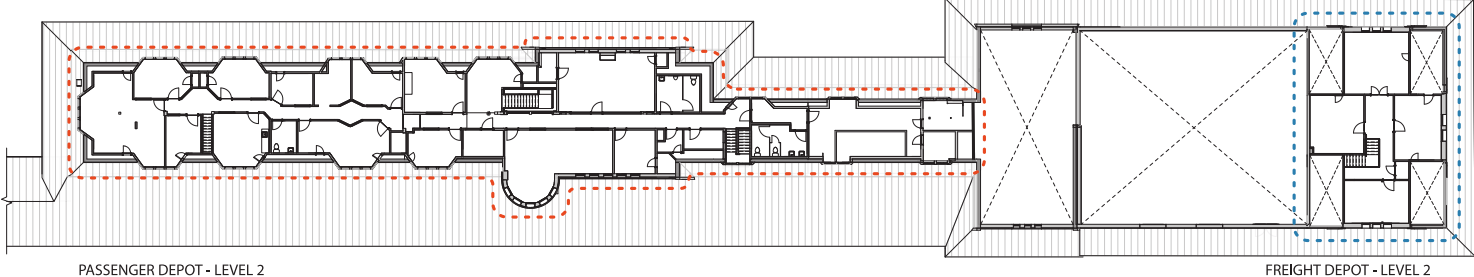 PASSENGER DEPOT - LEVEL 2
FREIGHT DEPOT - LEVEL 2